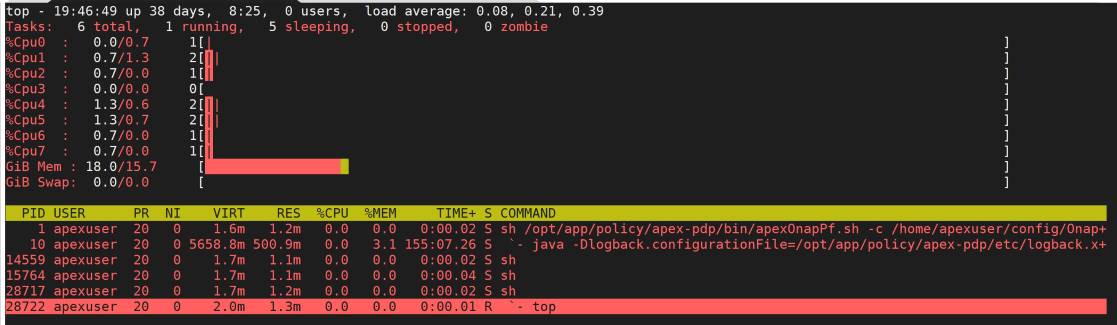 top - 19:46:49 up 38 days,  8:25,  0 users,  load average: 0.08, 0.21, 0.39
Tasks:   6 total,   1 running,   5 sleeping,   0 stopped,   0 zombie
%Cpu0  :   0.0/0.7     1[|                                                  ]
%Cpu1  :   0.7/1.3     2[||                                                 ]
%Cpu2  :   0.7/0.0     1[|                                                  ]
%Cpu3  :   0.0/0.0     0[                                                   ]
%Cpu4  :   1.3/0.6     2[||                                                 ]
%Cpu5  :   1.3/0.7     2[||                                                 ]
%Cpu6  :   0.7/0.0     1[|                                                  ]
%Cpu7  :   0.7/0.0     1[|                                                  ]
GiB Mem : 18.0/15.7     [                                                   ]
GiB Swap:  0.0/0.0      [                                                   ]
  PID USER      PR  NI    VIRT    RES  %CPU  %MEM     TIME+ S COMMAND
    1 apexuser  20   0    1.6m   1.2m   0.0   0.0   0:00.02 S sh /opt/app/policy/apex-pdp/bin/apexOnapPf.sh -c /home/apexuser/config/Onap+
   10 apexuser  20   0 5658.8m 500.9m   0.0   3.1 155:07.26 S  `- java -Dlogback.configurationFile=/opt/app/policy/apex-pdp/etc/logback.x+
14559 apexuser  20   0    1.7m   1.1m   0.0   0.0   0:00.02 S sh
15764 apexuser  20   0    1.7m   1.1m   0.0   0.0   0:00.04 S sh
28717 apexuser  20   0    1.7m   1.2m   0.0   0.0   0:00.02 S sh
28722 apexuser  20   0    2.0m   1.3m   0.0   0.0   0:00.01 R  `- top